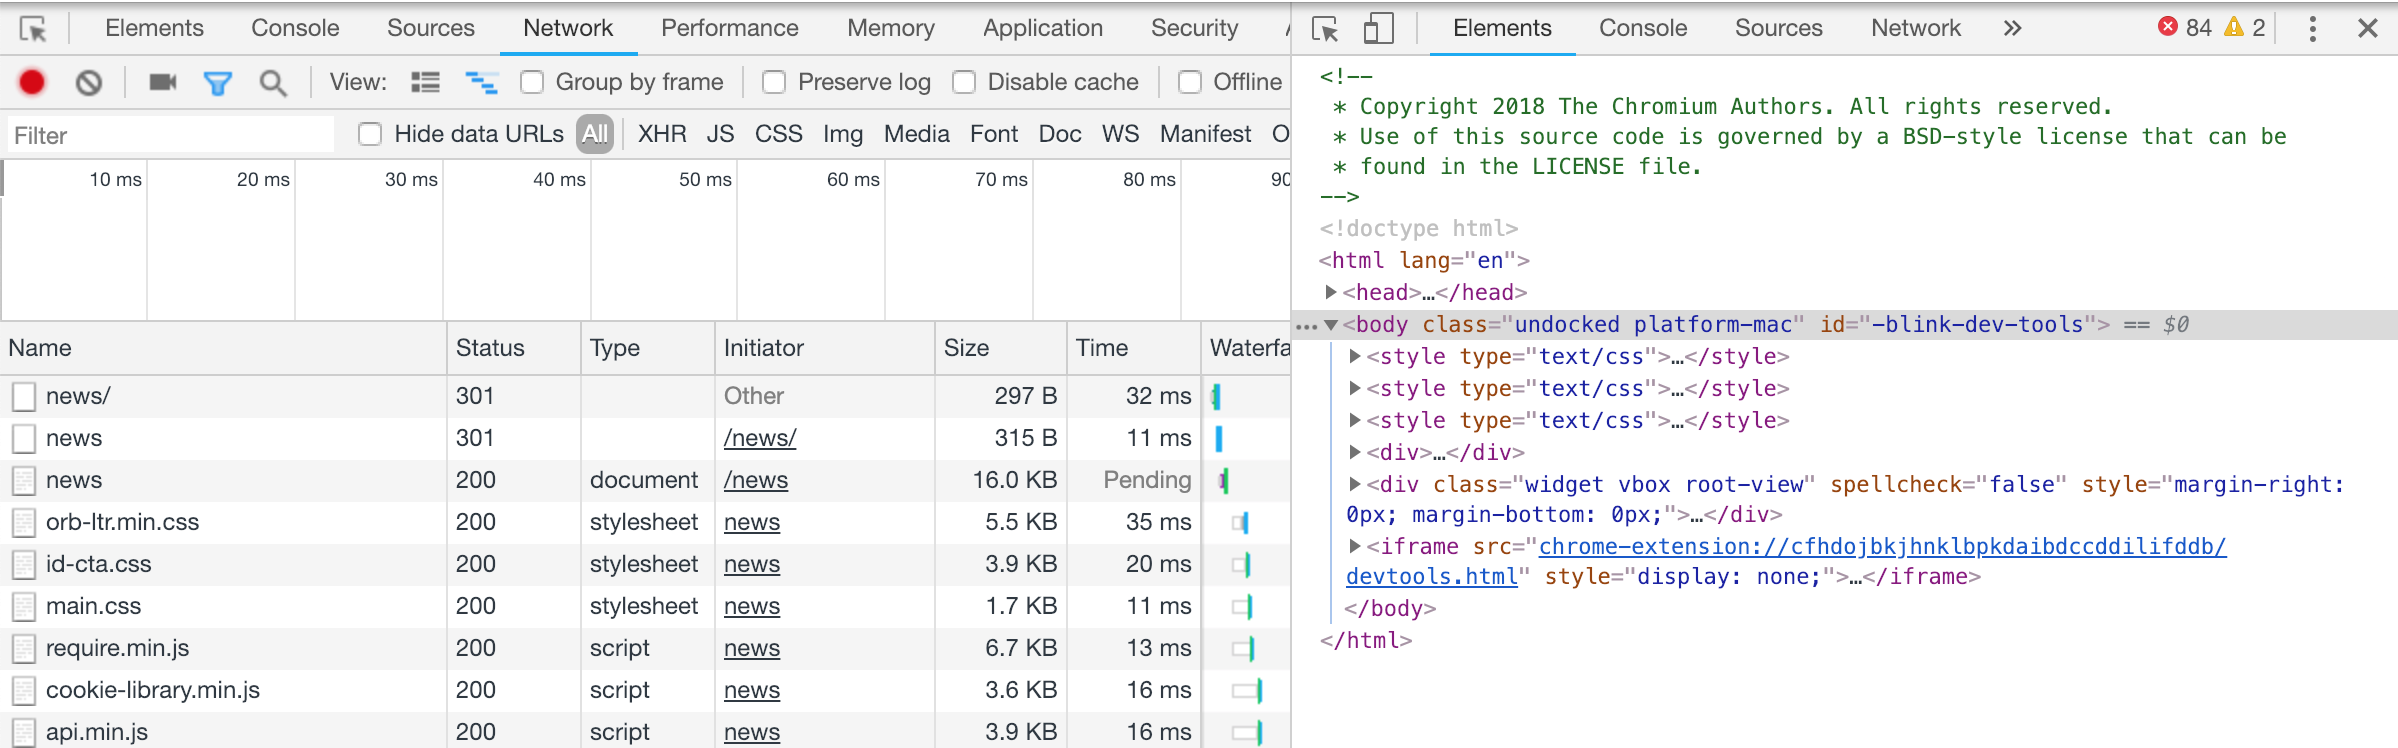 Elements Console Sources Network Performance Memory Application Security
View: Group by frame Preserve log Disable cache Offline
Filter Hide data URLs All XHR JS CSS Img Media Font Doc WS Manifest O
10 ms 20 ms 30 ms 40 ms 50 ms 60 ms 70 ms 80 ms 90
Name Status Type Initiator Size Time Waterfa
news/ 301 Other 297 B 32 ms
news 301 /news/ 315 B 11 ms
news 200 document /news 16.0 KB Pending
orb-ltr.min.css 200 stylesheet news 5.5 KB 35 ms
id-cta.css 200 stylesheet news 3.9 KB 20 ms
main.css 200 stylesheet news 1.7 KB 11 ms
require.min.js 200 script news 6.7 KB 13 ms
cookie-library.min.js 200 script news 3.6 KB 16 ms
api.min.js 200 script news 3.9 KB 16 ms
Elements Console Sources Network » 84 2
<!--
* Copyright 2018 The Chromium Authors. All rights reserved.
* Use of this source code is governed by a BSD-style license that can be
* found in the LICENSE file.
-->
<!doctype html>
<html lang="en">
<head>…</head>
<body class="undocked platform-mac" id="-blink-dev-tools"> == $0
<style type="text/css">…</style>
<style type="text/css">…</style>
<style type="text/css">…</style>
<div>…</div>
<div class="widget vbox root-view" spellcheck="false" style="margin-right:
0px; margin-bottom: 0px;">…</div>
<iframe src="chrome-extension://cfhdojbkjhnklbpkdaibdccddilifddb/
devtools.html" style="display: none;">…</iframe>
</body>
</html>